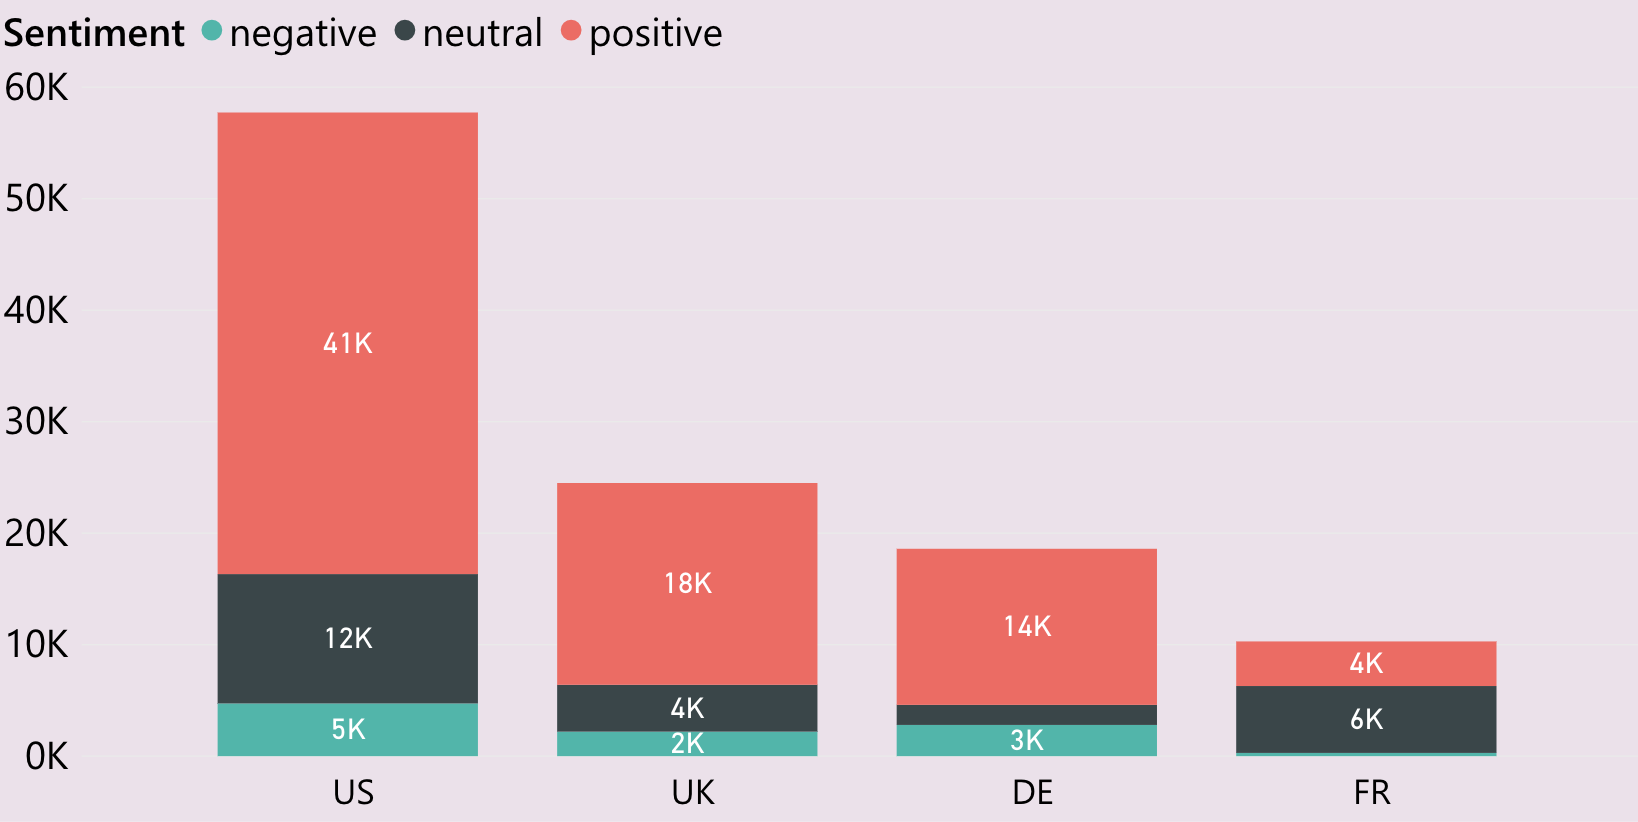 Sentiment negative neutral positive
60K
50K
40K
30K
20K
10K
0K
41K
12K
5K
18K
4K
2K
14K
3K
4K
6K
US UK DE FR